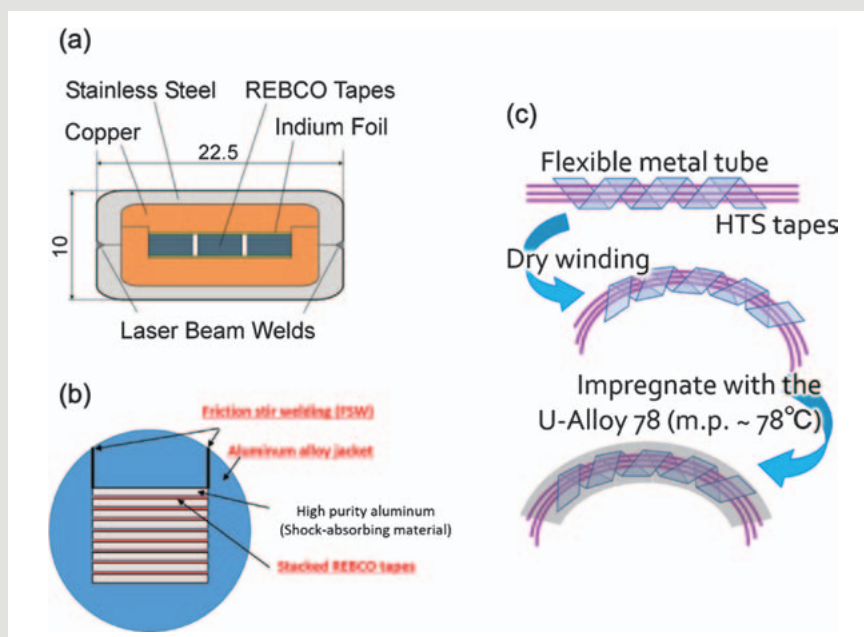 (a)
Stainless Steel
REBCO Tapes
Copper
Indium Foil
22.5
10
Laser Beam Welds
(b)
Friction stir welding (FSW)
Aluminum alloy jacket
High purity aluminum
(Shock-absorbing material)
Stacked REBCO tapes
(c)
Flexible metal tube
HTS tapes
Dry winding
Impregnate with the
U-Alloy 78 (m.p. ~ 78℃)